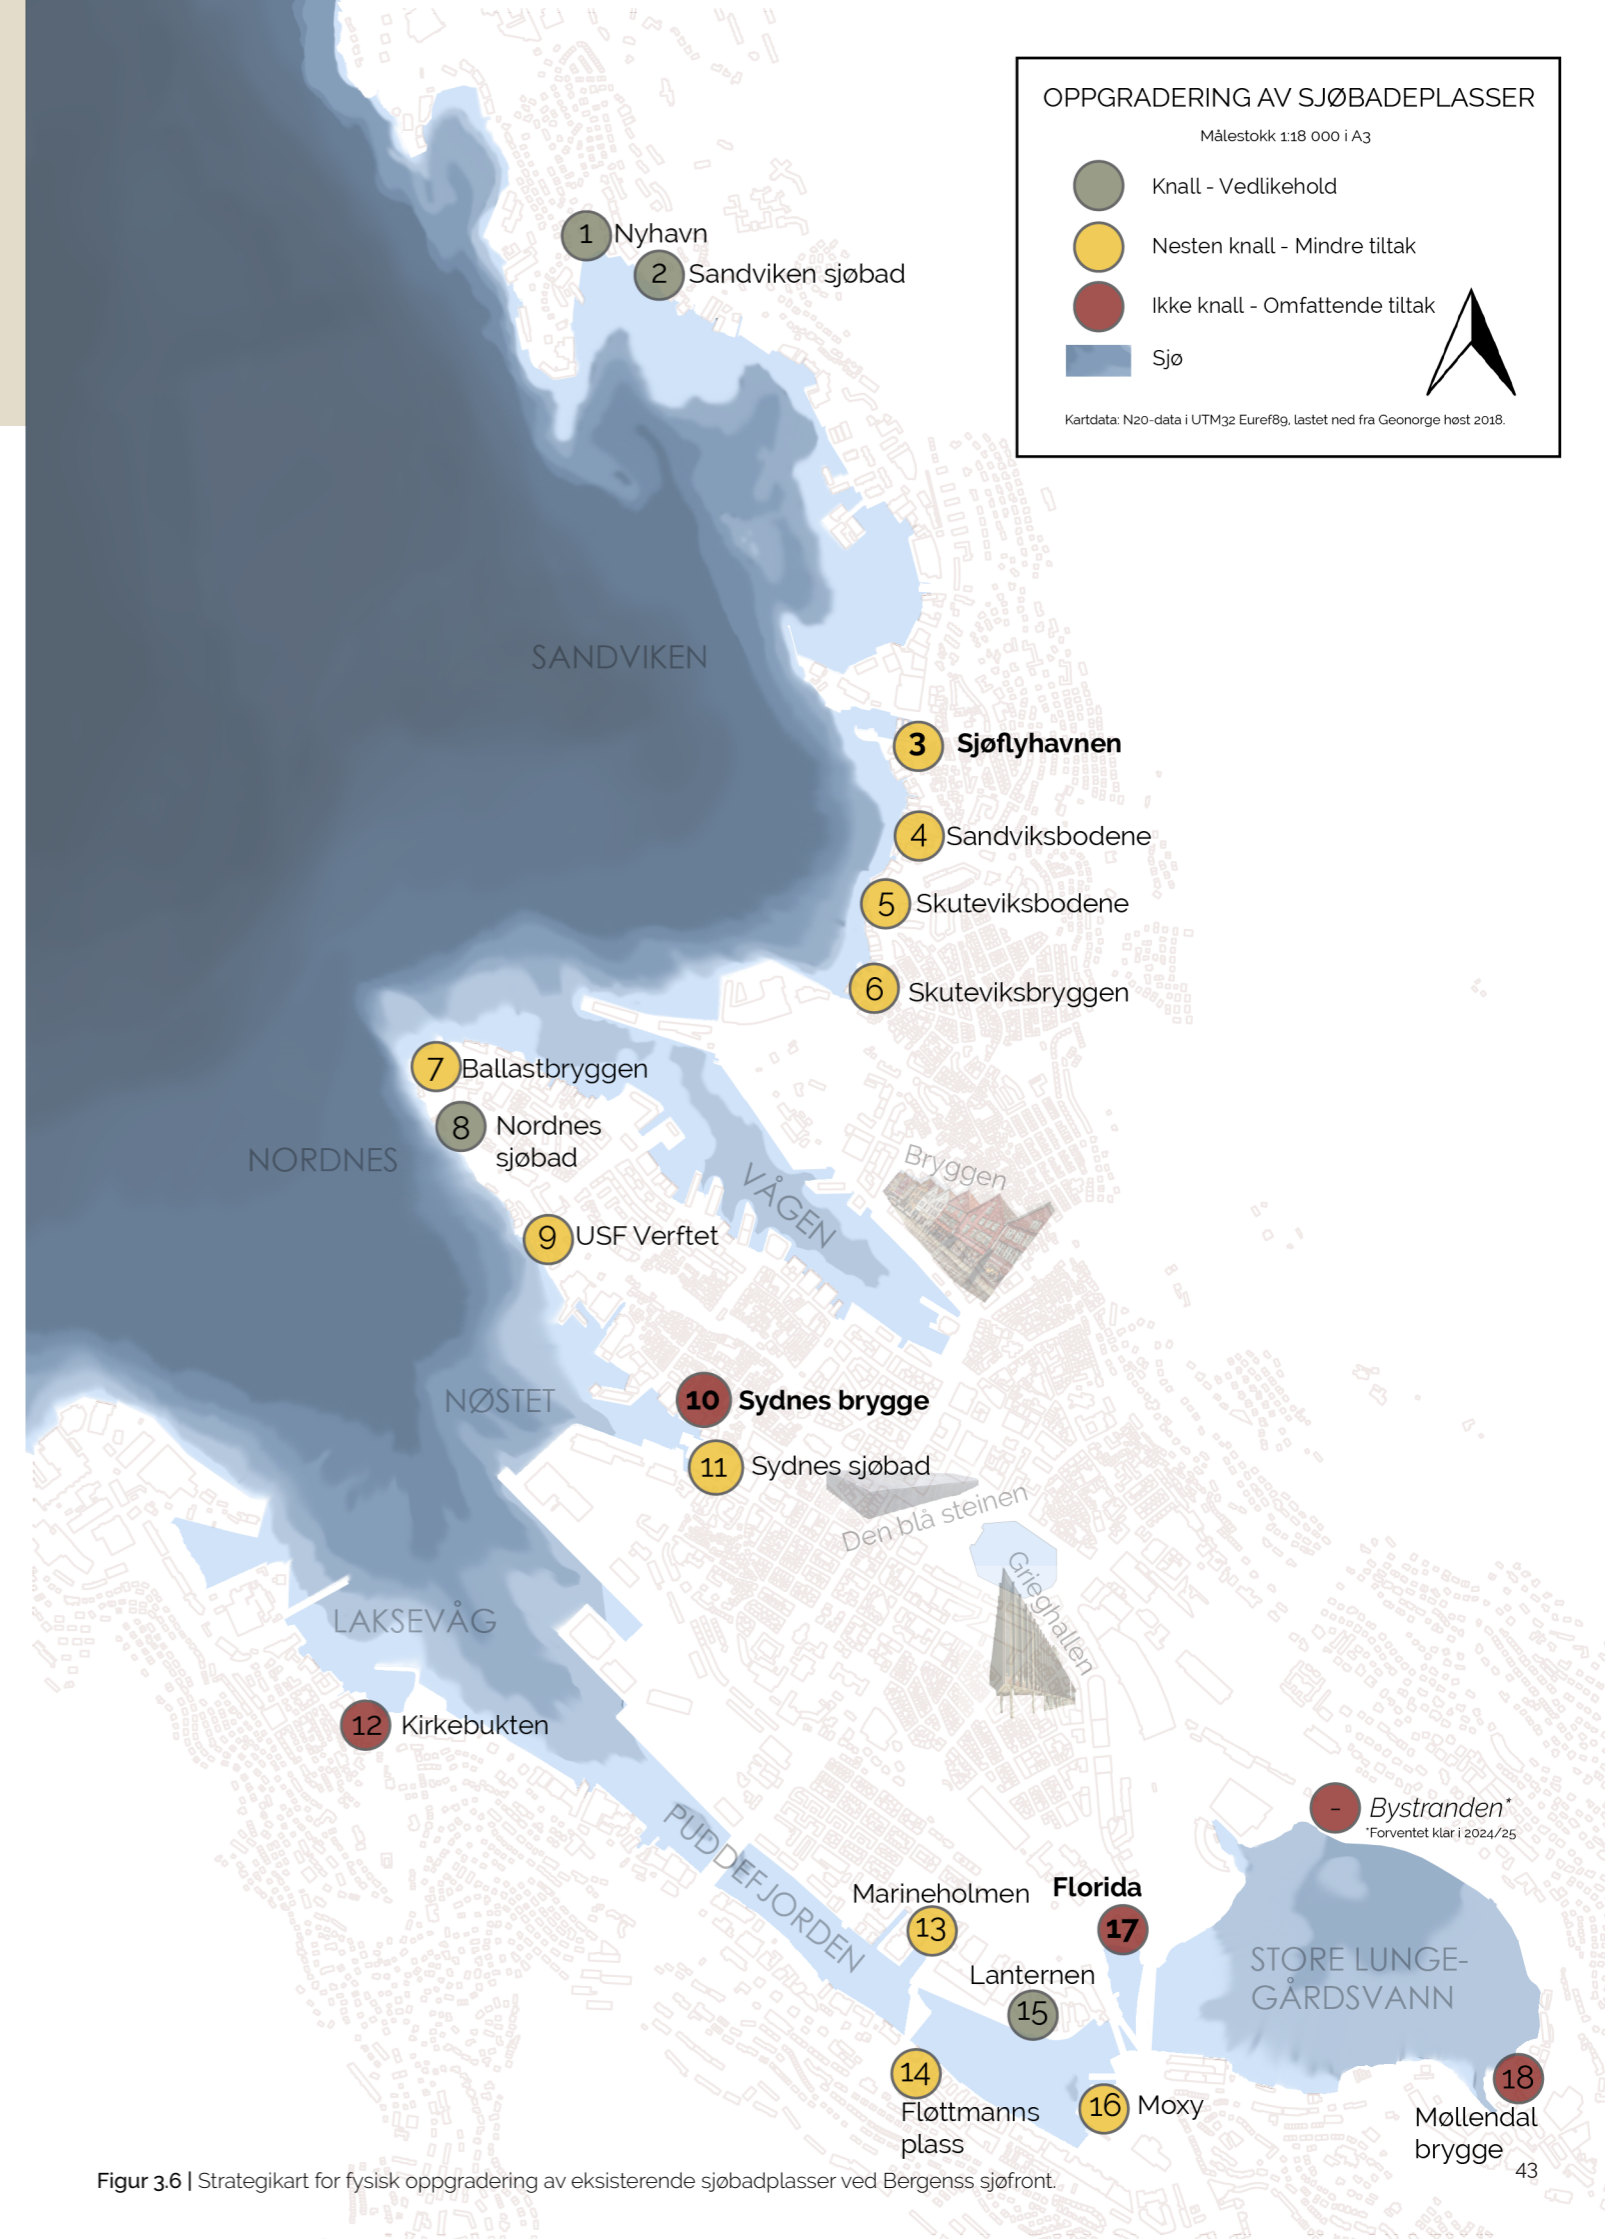 OPPGRADERING AV SJØBADEPLASSER
Målestokk 1:18 000 i A3
Knall - Vedlikehold
Nesten knall - Mindre tiltak
Ikke knall - Omfattende tiltak
Sjø
Kartdata: N20-data i UTM32 Euref89, lastet ned fra Geonorge høst 2018.
1 Nyhavn
2 Sandviken sjøbad
SANDVIKEN
3 Sjøflyhavnen
4 Sandviksbodene
5 Skuteviksbodene
6 Skuteviksbryggen
7 Ballastbryggen
8 Nordnes
sjøbad
NORDNES
VÅGEN
Bryggen
9 USF Verftet
NØSTET
10 Sydnes brygge
11 Sydnes sjøbad
Den blå steinen
Grieghallen
LAKSEVÅG
12 Kirkebukten
PUDDEFJORDEN
- Bystranden*
*Forventet klar i 2024/25
Marineholmen
13
Florida
17
Lanternen
15
STORE LUNGE-
GÅRDSVANN
14
Fløttmanns
plass
16 Moxy
18
Møllendal
brygge
Figur 3.6 | Strategikart for fysisk oppgradering av eksisterende sjøbadplasser ved Bergenss sjøfront.
43